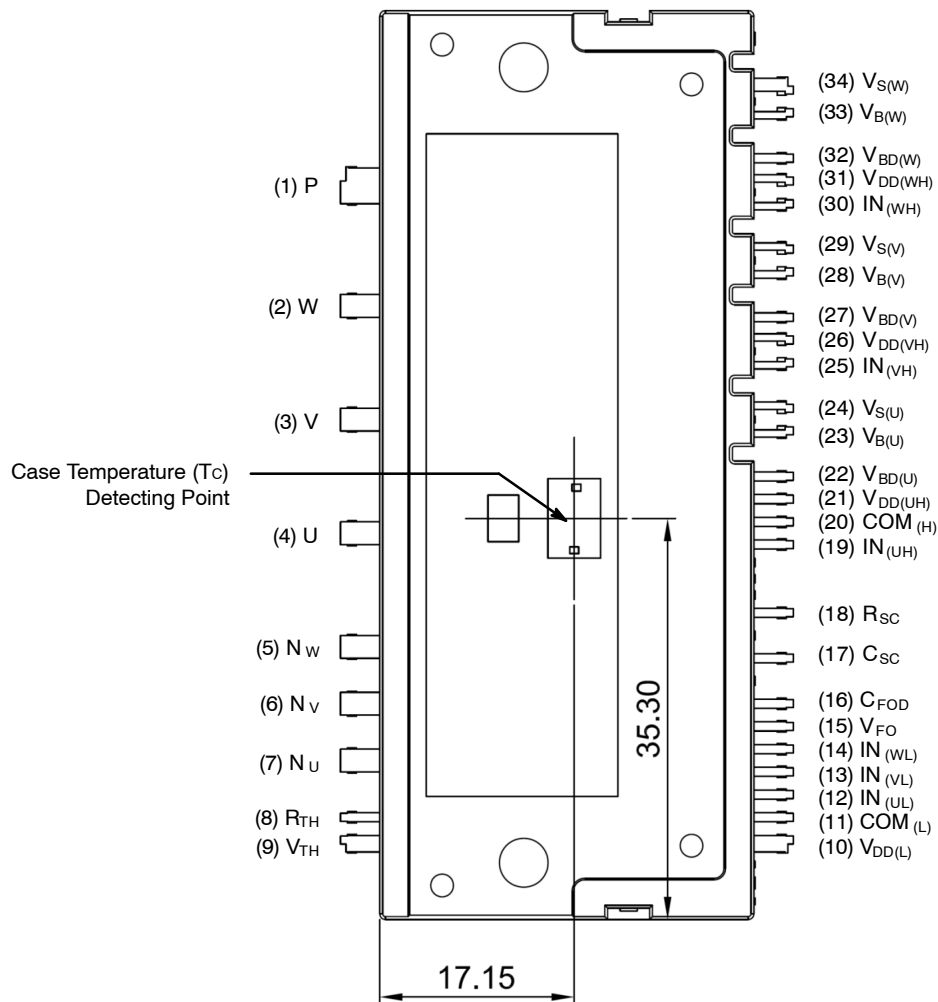 (1) P
(2) W
(3) V
Case Temperature (TC)
Detecting Point
(4) U
(5) NW
(6) NV
(7) NU
(8) RTH
(9) VTH
(34) VS(W)
(33) VB(W)
(32) VBD(W)
(31) VDD(WH)
(30) IN(WH)
(29) VS(V)
(28) VB(V)
(27) VBD(V)
(26) VDD(VH)
(25) IN(VH)
(24) VS(U)
(23) VB(U)
(22) VBD(U)
(21) VDD(UH)
(20) COM(H)
(19) IN(UH)
(18) RSC
(17) CSC
(16) CFOD
(15) VFO
(14) IN(WL)
(13) IN(VL)
(12) IN(UL)
(11) COM(L)
(10) VDD(L)
35.30
17.15